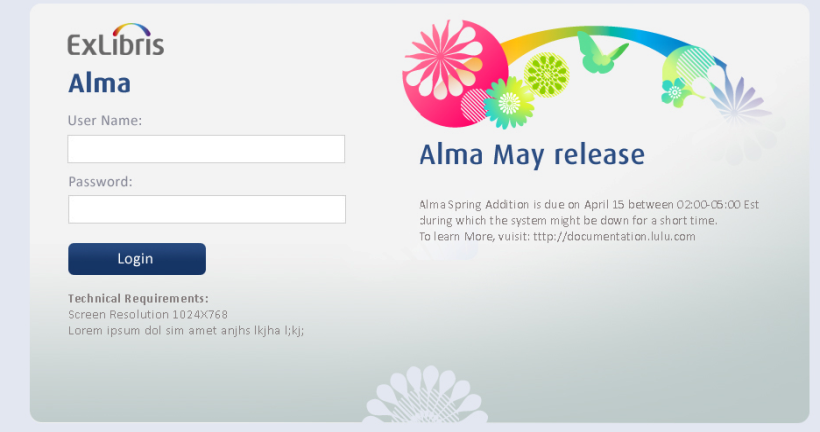 ExLibris
Alma
User Name:
Password:
Login
Technical Requirements:
Screen Resolution 1024X768
Lorem ipsum dol sim amet anjhs lkjha l;kj;
Alma May release
Alma Spring Addition is due on April 15 between 02:00-05:00 Est
during which the system might be down for a short time.
To learn More, vuisit: tttp://documentation.lulu.com